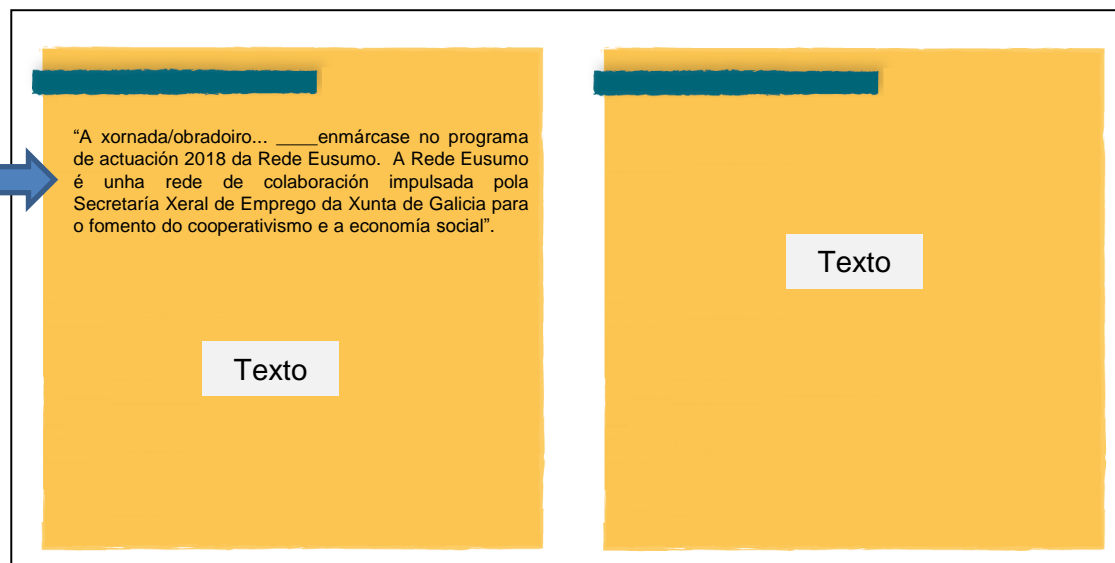 “A xornada/obradoiro... ____enmárcase no programa
de actuación 2018 da Rede Eusumo. A Rede Eusumo
é unha rede de colaboración impulsada pola
Secretaría Xeral de Emprego da Xunta de Galicia para
o fomento do cooperativismo e a economía social”.
Texto
Texto